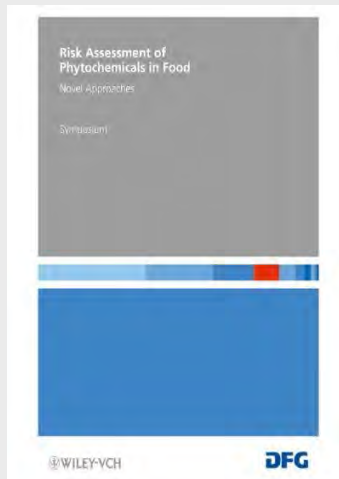 Risk Assessment of
Phytochemicals in Food
Novel Approaches
Symposium
WILEY-VCH
DFG